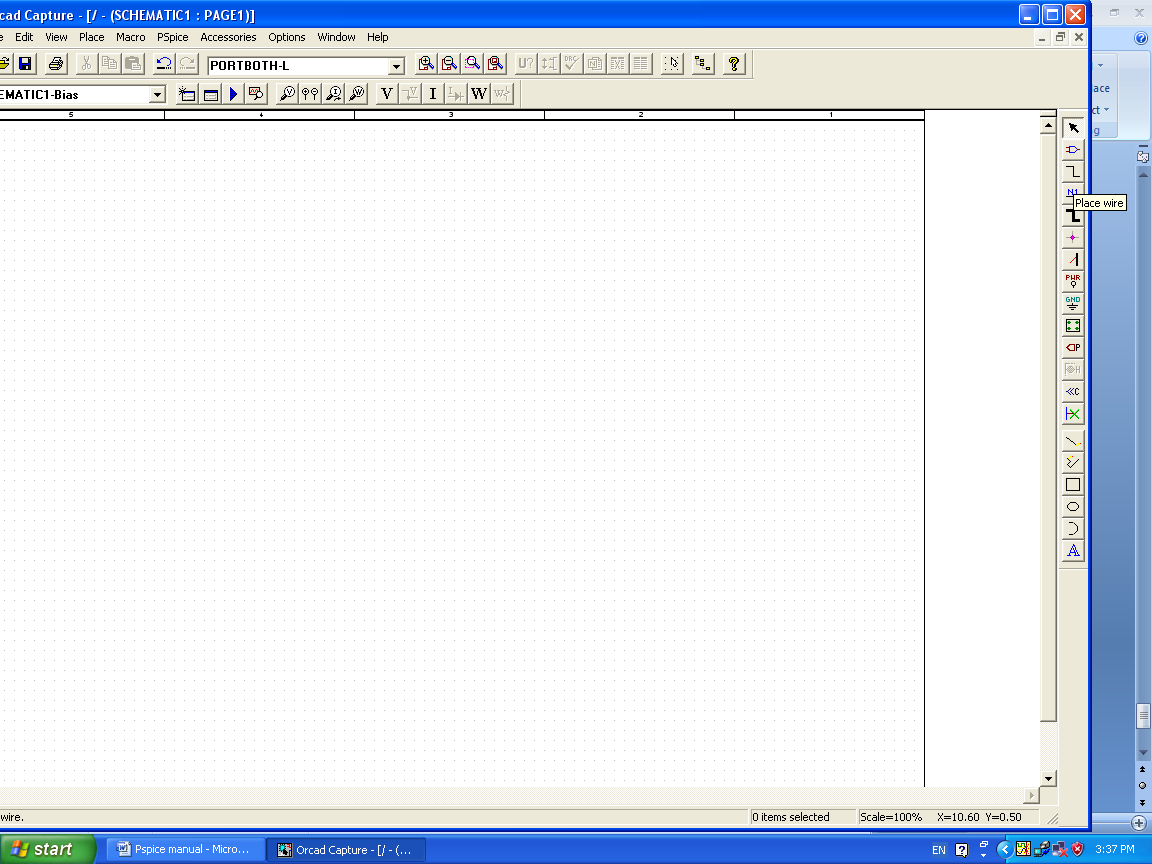 cad Capture - [/ - (SCHEMATIC1 : PAGE1)]
e Edit View Place Macro PSpice Accessories Options Window Help
PORTBOTH-L
U?
DRC
?
EMATIC1-Bias
V I W
5 4 3 2 1
ace
ct
g
N1
Place wire
PWR
GND
P
H
C
A
wire.
0 items selected
Scale=100% X=10.60 Y=0.50
start
Pspice manual - Micro...
Orcad Capture - [/ - (...
EN
3:37 PM